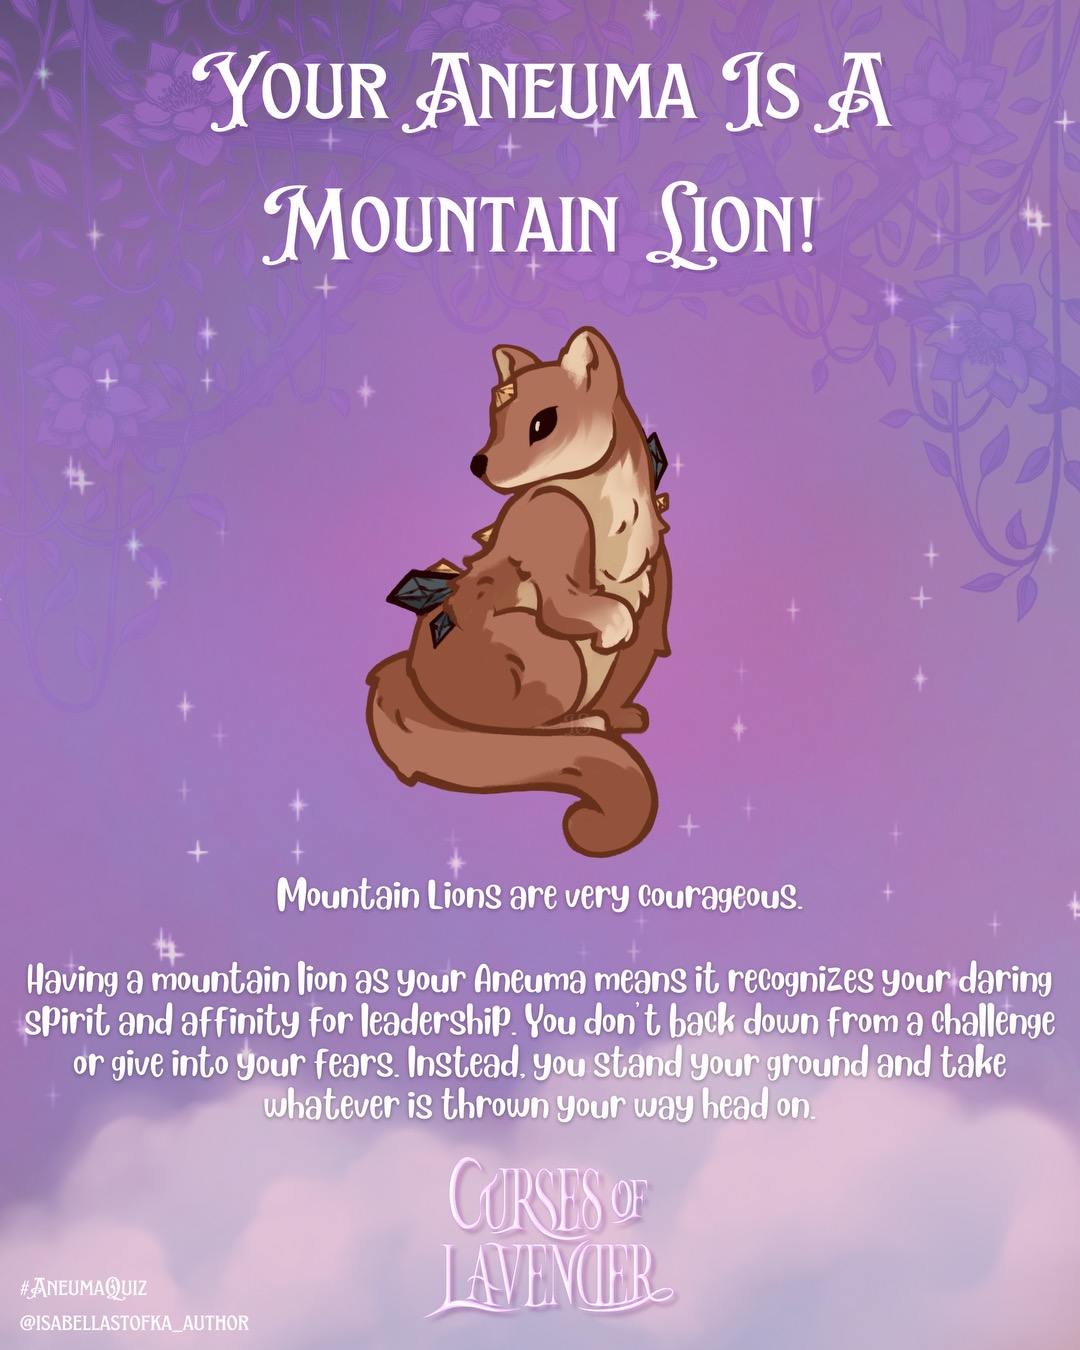 Your Aneuma Is A
Mountain Lion!
Mountain Lions are very courageous.
Having a mountain lion as your Aneuma means it recognizes your daring
spirit and affinity for leadership. You don't back down from a challenge
or give into your fears. Instead, you stand your ground and take
whatever is thrown your way head on.
Curses of
Lavender
#AneumaQuiz
@isabellastofka_author